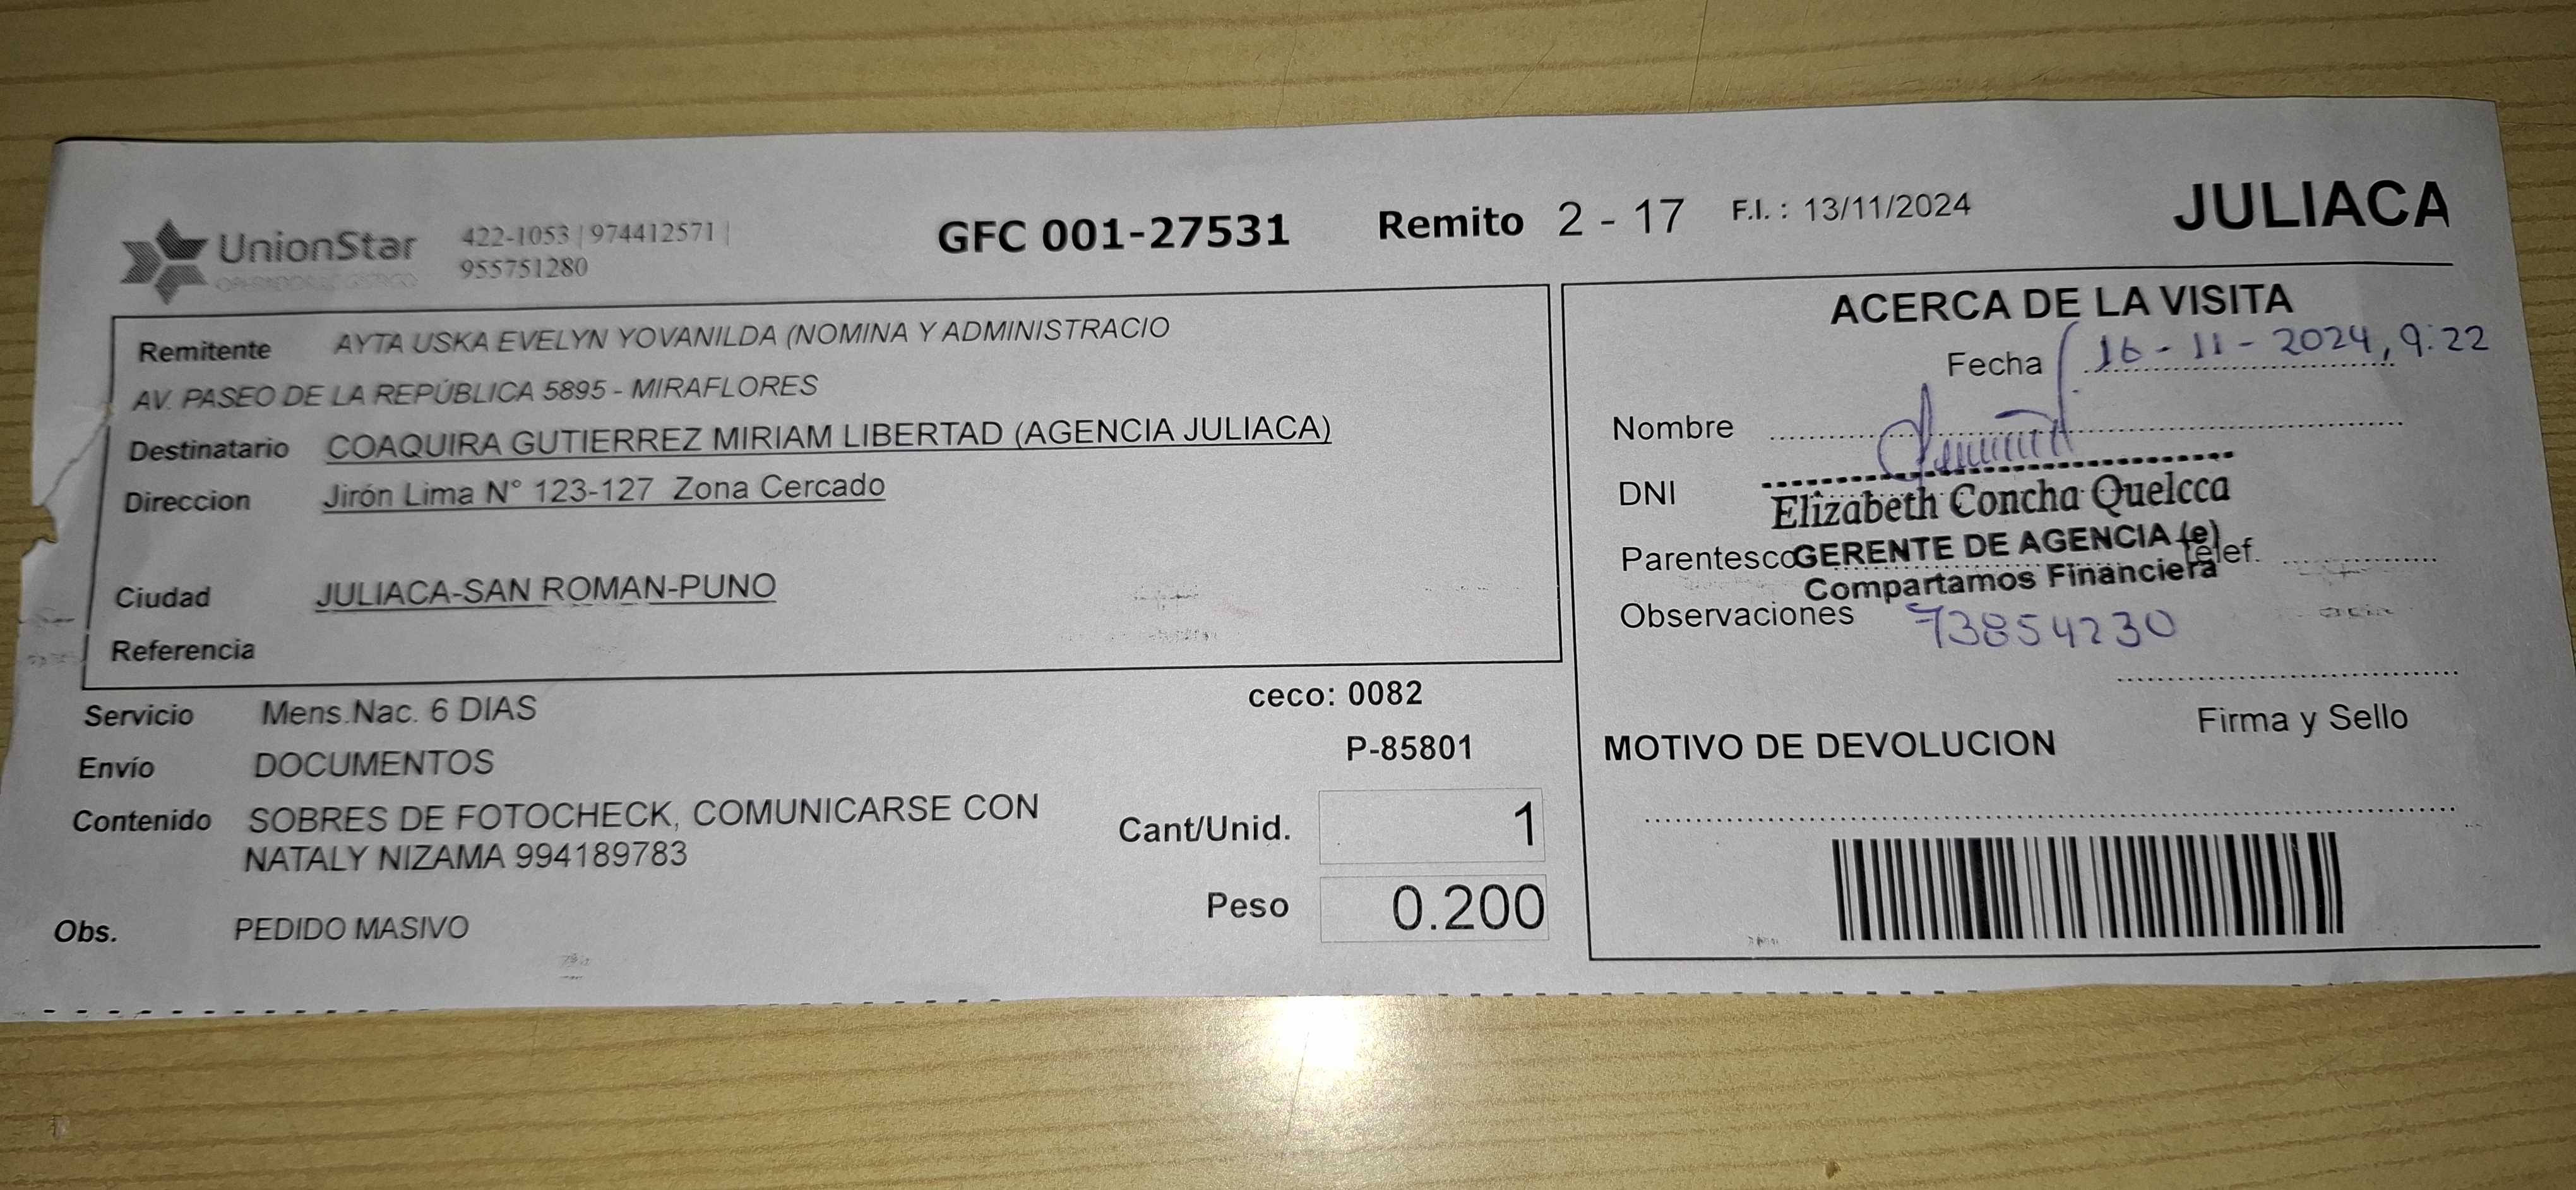 UnionStar
OPERADOR LOGISTICO
422-1053 | 974412571 |
955751280
GFC 001-27531
Remito 2 - 17
F.I. : 13/11/2024
JULIACA
Remitente AYTA USKA EVELYN YOVANILDA (NOMINA Y ADMINISTRACIO
AV. PASEO DE LA REPÚBLICA 5895 - MIRAFLORES
Destinatario COAQUIRA GUTIERREZ MIRIAM LIBERTAD (AGENCIA JULIACA)
Direccion Jirón Lima N° 123-127 Zona Cercado
Ciudad JULIACA-SAN ROMAN-PUNO
Referencia
Servicio Mens.Nac. 6 DIAS
ceco: 0082
Envío DOCUMENTOS
P-85801
Contenido SOBRES DE FOTOCHECK, COMUNICARSE CON
NATALY NIZAMA 994189783
Cant/Unid. 1
Peso 0.200
Obs. PEDIDO MASIVO
ACERCA DE LA VISITA
Fecha 16-11-2024, 9:22
Nombre
DNI
Elizabeth Concha Quelcca
Parentesco
GERENTE DE AGENCIA (e)
Telef.
Compartamos Financiera
Observaciones 73854230
Firma y Sello
MOTIVO DE DEVOLUCION